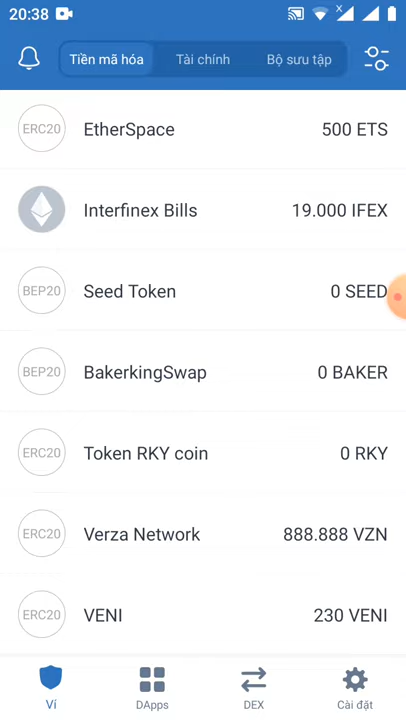 20:38
Tiền mã hóa Tài chính Bộ sưu tập
ERC20 EtherSpace 500 ETS
Interfinex Bills 19.000 IFEX
BEP20 Seed Token 0 SEED
BEP20 BakerkingSwap 0 BAKER
ERC20 Token RKY coin 0 RKY
ERC20 Verza Network 888.888 VZN
ERC20 VENI 230 VENI
Ví DApps DEX Cài đặt